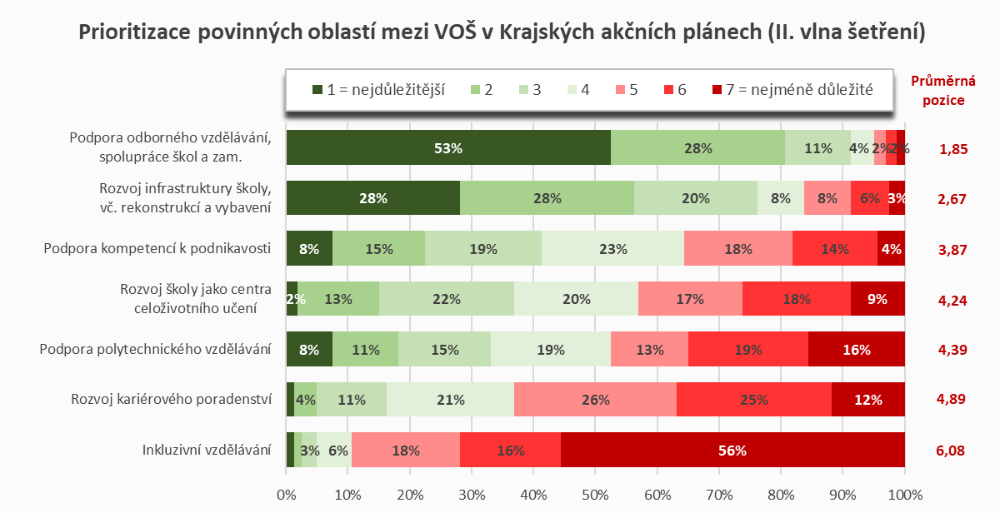 Prioritizace povinných oblastí mezi VOŠ v Krajských akčních plánech (II. vlna šetření)
1 = nejdůležitější 2 3 4 5 6 7 = nejméně důležité
Průměrná
pozice
Podpora odborného vzdělávání,
spolupráce škol a zam.
53% 28% 11% 4% 2% 2% 1,85
Rozvoj infrastruktury školy,
vč. rekonstrukcí a vybavení
28% 28% 20% 8% 8% 6% 3% 2,67
Podpora kompetencí k podnikavosti 8% 15% 19% 23% 18% 14% 4% 3,87
Rozvoj školy jako centra
celoživotního učení
2% 13% 22% 20% 17% 18% 9% 4,24
Podpora polytechnického vzdělávání 8% 11% 15% 19% 13% 19% 16% 4,39
Rozvoj kariérového poradenství 4% 11% 21% 26% 25% 12% 4,89
Inkluzivní vzdělávání 3% 6% 18% 16% 56% 6,08
0% 10% 20% 30% 40% 50% 60% 70% 80% 90% 100%